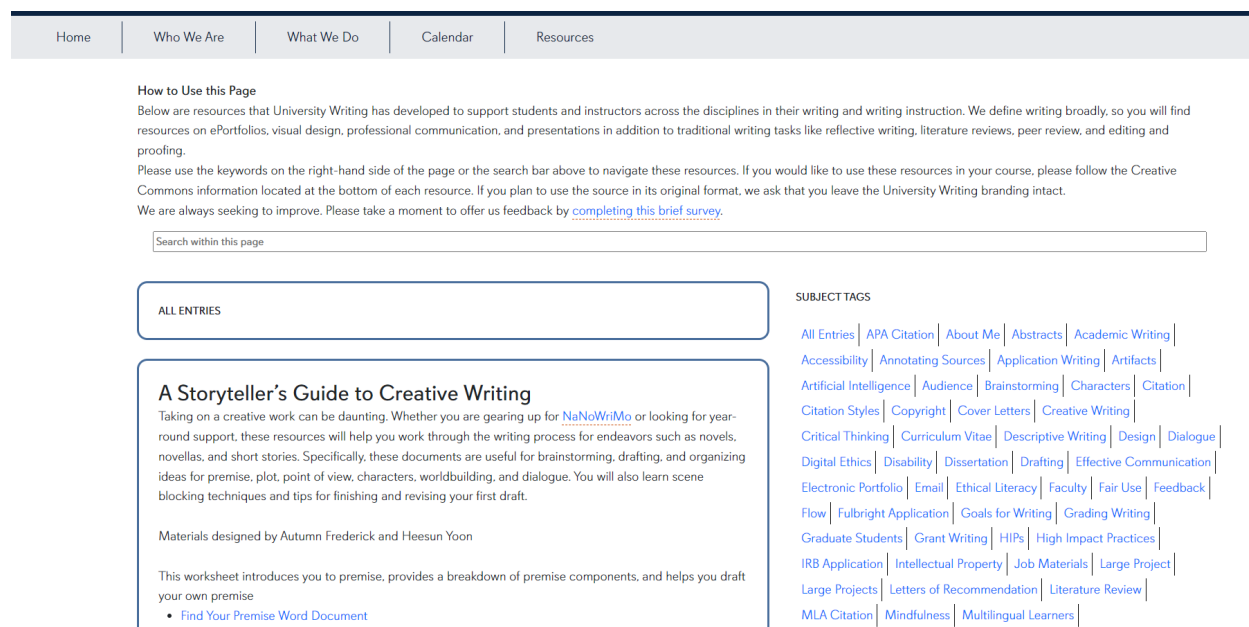 Home Who We Are What We Do Calendar Resources
How to Use this Page
Below are resources that University Writing has developed to support students and instructors across the disciplines in their writing and writing instruction. We define writing broadly, so you will find
resources on ePortfolios, visual design, professional communication, and presentations in addition to traditional writing tasks like reflective writing, literature reviews, peer review, and editing and
proofing.
Please use the keywords on the right-hand side of the page or the search bar above to navigate these resources. If you would like to use these resources in your course, please follow the Creative
Commons information located at the bottom of each resource. If you plan to use the source in its original format, we ask that you leave the University Writing branding intact.
We are always seeking to improve. Please take a moment to offer us feedback by completing this brief survey.
Search within this page
ALL ENTRIES
A Storyteller's Guide to Creative Writing
Taking on a creative work can be daunting. Whether you are gearing up for NaNoWriMo or looking for year-
round support, these resources will help you work through the writing process for endeavors such as novels,
novellas, and short stories. Specifically, these documents are useful for brainstorming, drafting, and organizing
ideas for premise, plot, point of view, characters, worldbuilding, and dialogue. You will also learn scene
blocking techniques and tips for finishing and revising your first draft.
Materials designed by Autumn Frederick and Heesun Yoon
This worksheet introduces you to premise, provides a breakdown of premise components, and helps you draft
your own premise
• Find Your Premise Word Document
SUBJECT TAGS
All Entries APA Citation About Me Abstracts Academic Writing
Accessibility Annotating Sources Application Writing Artifacts
Artificial Intelligence Audience Brainstorming Characters Citation
Citation Styles Copyright Cover Letters Creative Writing
Critical Thinking Curriculum Vitae Descriptive Writing Design Dialogue
Digital Ethics Disability Dissertation Drafting Effective Communication
Electronic Portfolio Email Ethical Literacy Faculty Fair Use Feedback
Flow Fulbright Application Goals for Writing Grading Writing
Graduate Students Grant Writing HIPs High Impact Practices
IRB Application Intellectual Property Job Materials Large Project
Large Projects Letters of Recommendation Literature Review
MLA Citation Mindfulness Multilingual Learners